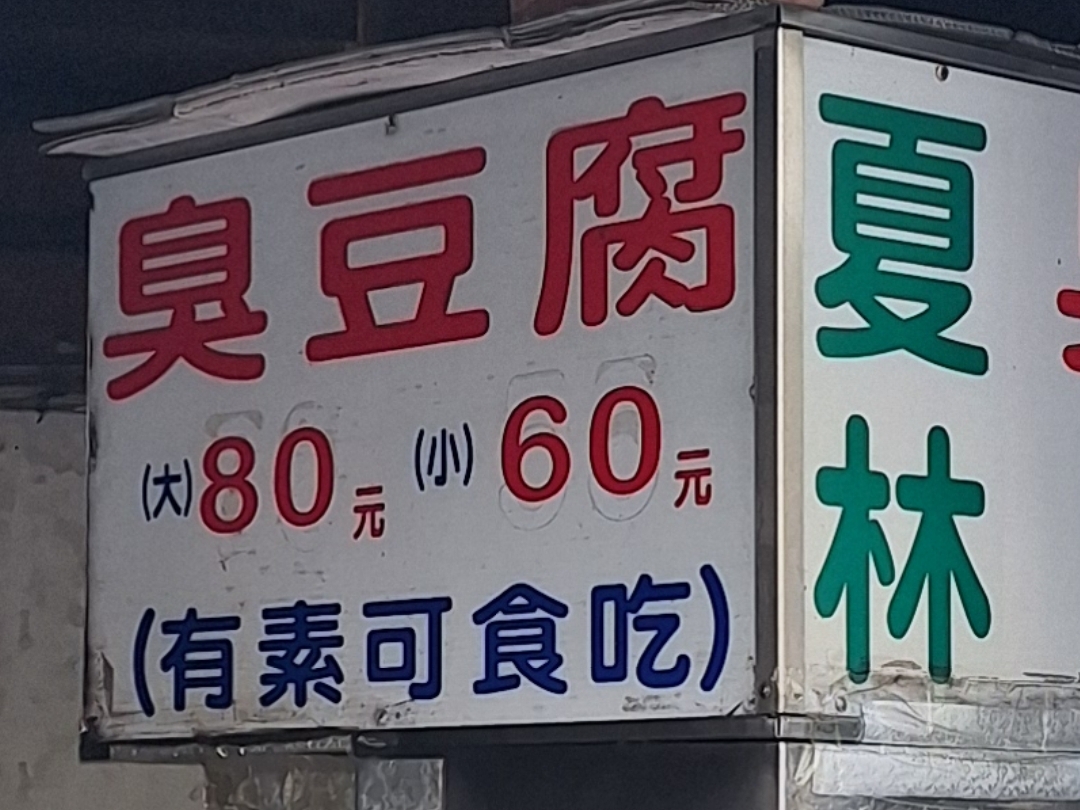 臭豆腐
(大)80元 (小)60元
(有素可食吃)
夏
林